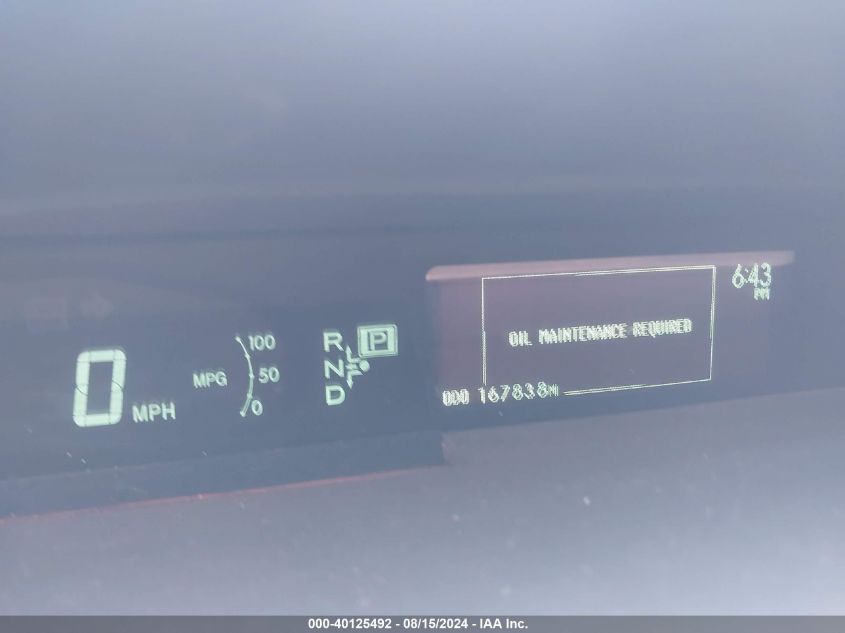 0 MPH
MPG
100
50
0
R
N
D
P
6:43
PM
OIL MAINTENANCE REQUIRED
ODO 167838MI
000-40125492 - 08/15/2024 - IAA Inc.